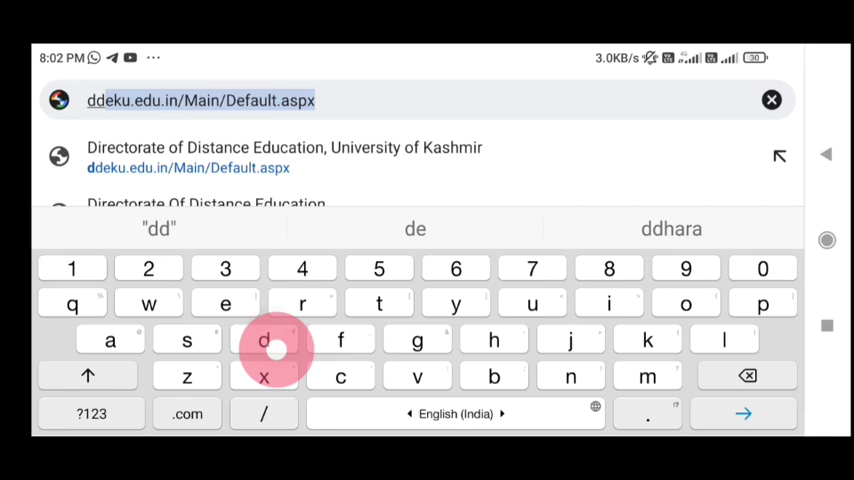 8:02 PM ... 3.0KB/s 4G 30
ddeku.edu.in/Main/Default.aspx
Directorate of Distance Education, University of Kashmir
ddeku.edu.in/Main/Default.aspx
Directorate Of Distance Education
"dd" de ddhara
1 2 3 4 5 6 7 8 9 0
q w e r t y u i o p
a s d f g h j k l
z x c v b n m
?123 .com / English (India) .